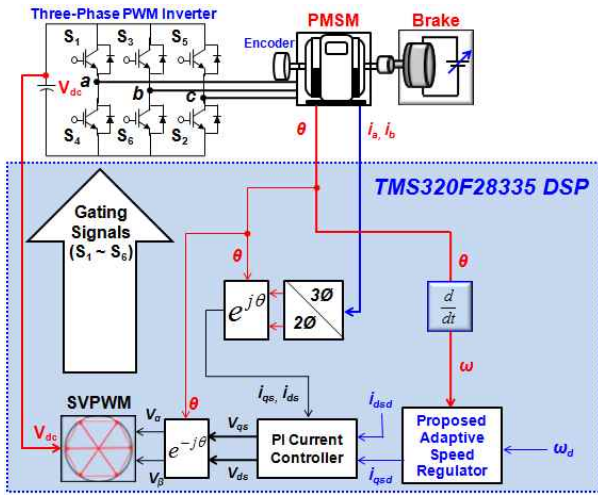 Three-Phase PWM Inverter
PMSM
Brake
Encoder
S1
S3
S5
a
b
c
Vdc
S4
S6
S2
θ
ia, ib
TMS320F28335 DSP
Gating
Signals
(S1 ~ S6)
θ
θ
e^jθ
3Ø
2Ø
d
dt
iqs, ids
ω
SVPWM
Vdc
Vα
Vβ
θ
e^-jθ
Vqs
Vds
PI Current
Controller
idsd
iqsd
Proposed
Adaptive
Speed
Regulator
ωd